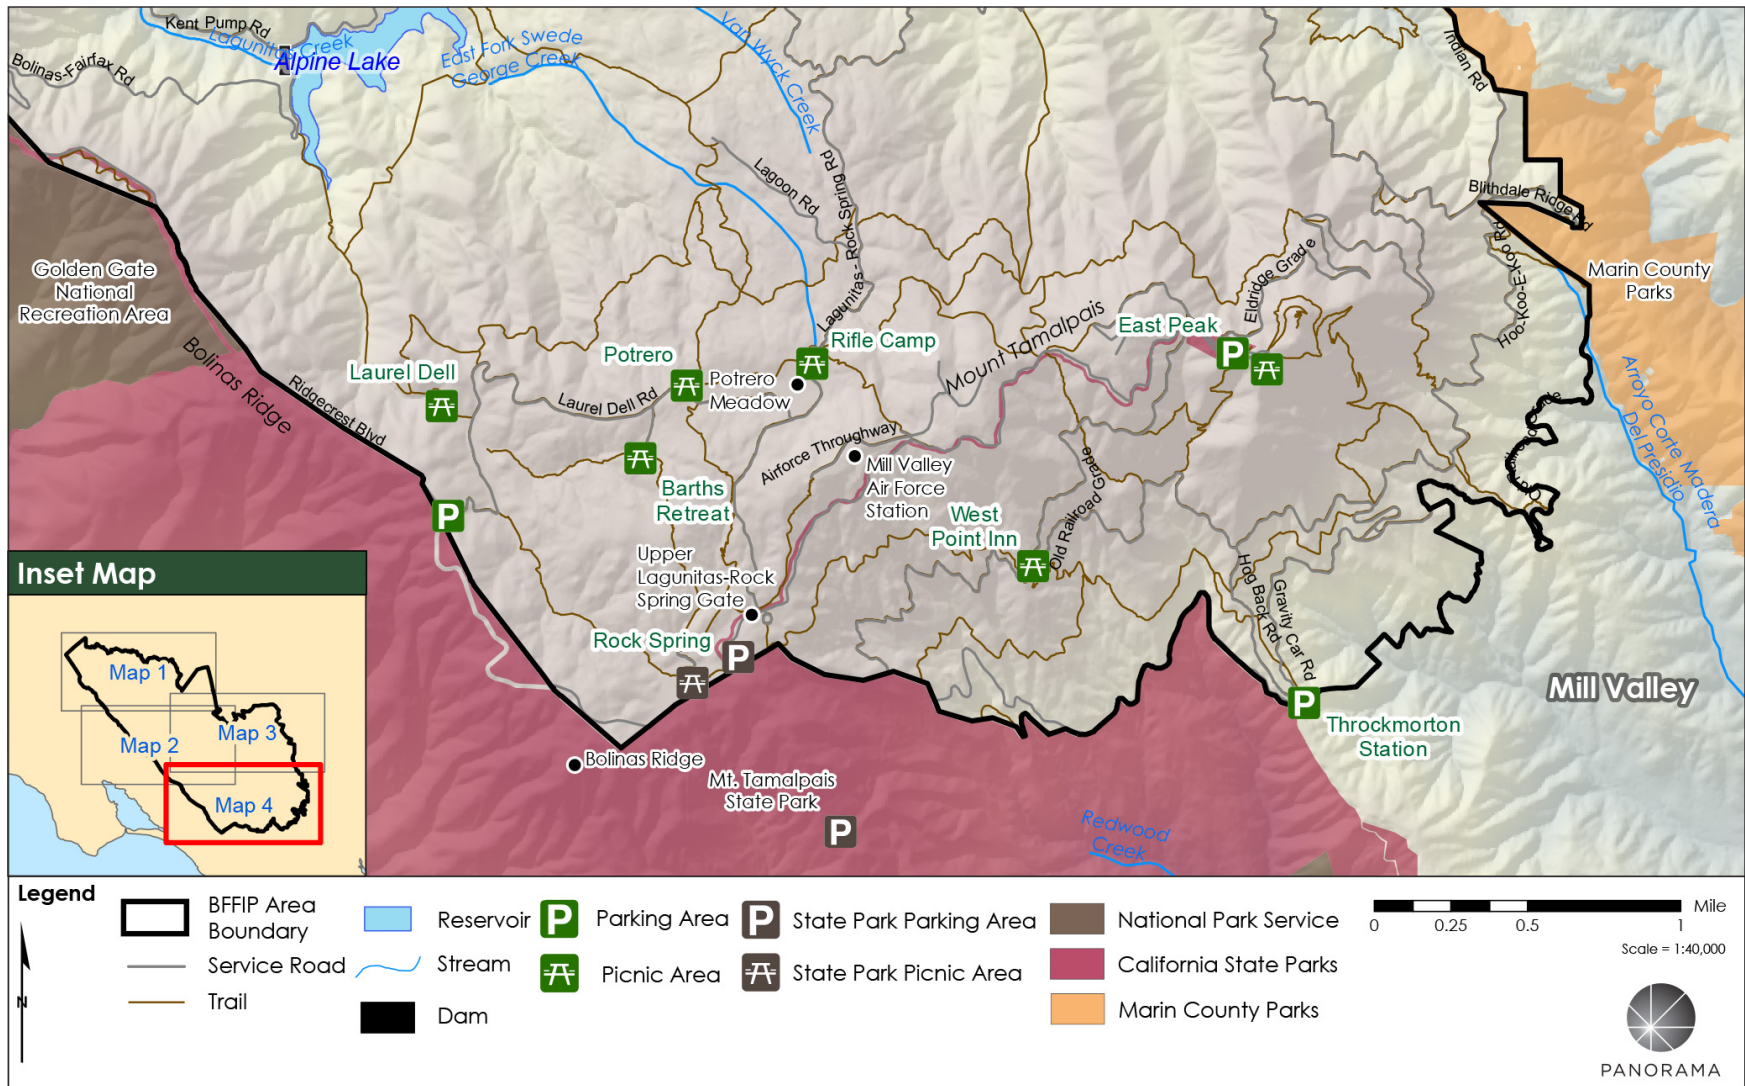 Kent Pump Rd
Lagunitas Creek
Bolinas-Fairfax Rd
Alpine Lake
East Fork Swede
George Creek
Van Wyck Creek
Indian Rd
Lagoon Rd
Lagunitas - Rock Spring Rd
Blithdale Ridge Rd
Hoo-Koo-E-Koo Rd
Marin County
Parks
Golden Gate
National
Recreation Area
Bolinas Ridge
Ridgecrest Blvd
Laurel Dell
Potrero
Rifle Camp
Potrero
Meadow
Laurel Dell Rd
Mount Tamalpais
East Peak
Eldridge Grade
Airforce Throughway
Mill Valley
Air Force
Station
Barths
Retreat
West
Point Inn
Old Railroad Grade
Arroyo Corte Madera
Del Presidio
Upper
Lagunitas-Rock
Spring Gate
Rock Spring
Hog Back Rd
Gravity Car Rd
Mill Valley
Throckmorton
Station
Bolinas Ridge
Mt. Tamalpais
State Park
Redwood
Creek
P
P
P
P
P
Inset Map
Map 1
Map 2
Map 3
Map 4
Legend
N
BFFIP Area
Boundary
Service Road
Trail
Reservoir
Stream
Dam
P Parking Area
Picnic Area
P State Park Parking Area
State Park Picnic Area
National Park Service
California State Parks
Marin County Parks
Mile
0 0.25 0.5 1
Scale = 1:40,000
PANORAMA